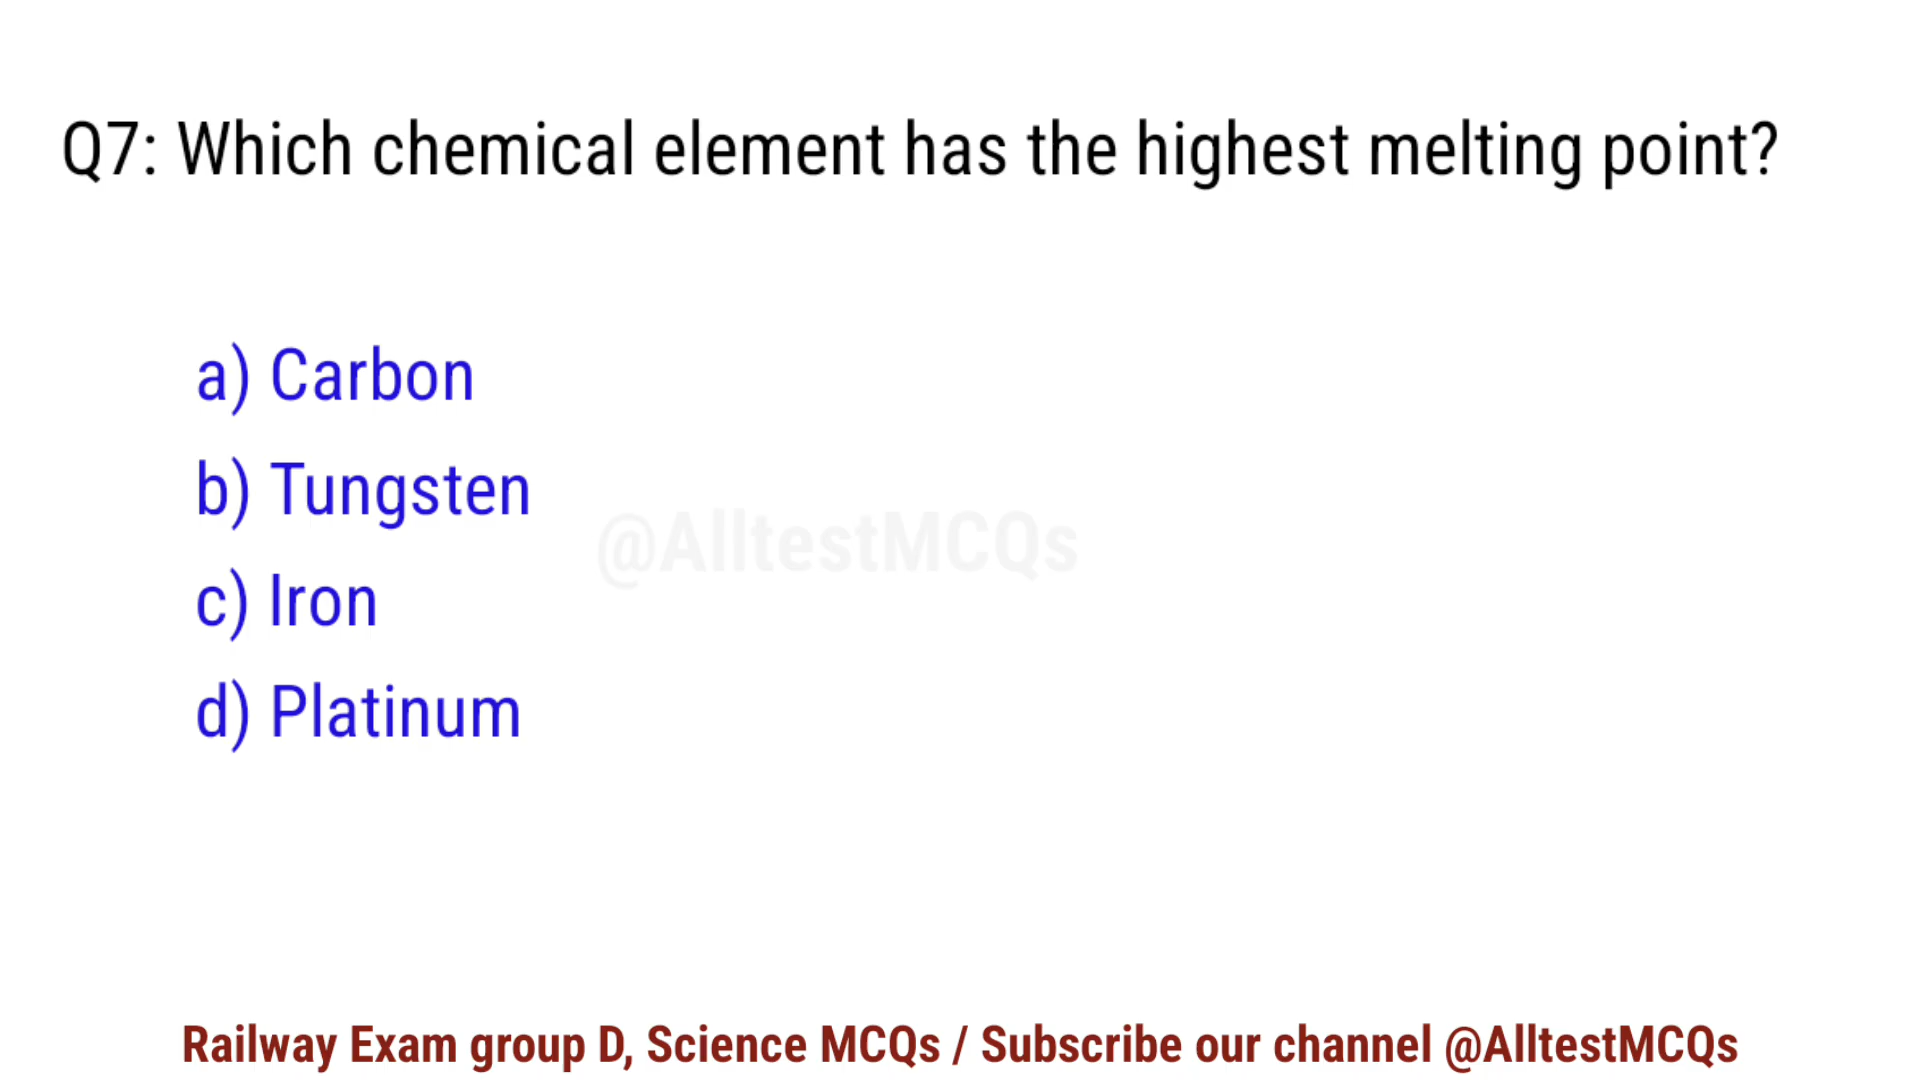 Q7: Which chemical element has the highest melting point?
a) Carbon
b) Tungsten
@AlltestMCQs
c) Iron
d) Platinum
Railway Exam group D, Science MCQs / Subscribe our channel @AlltestMCQs